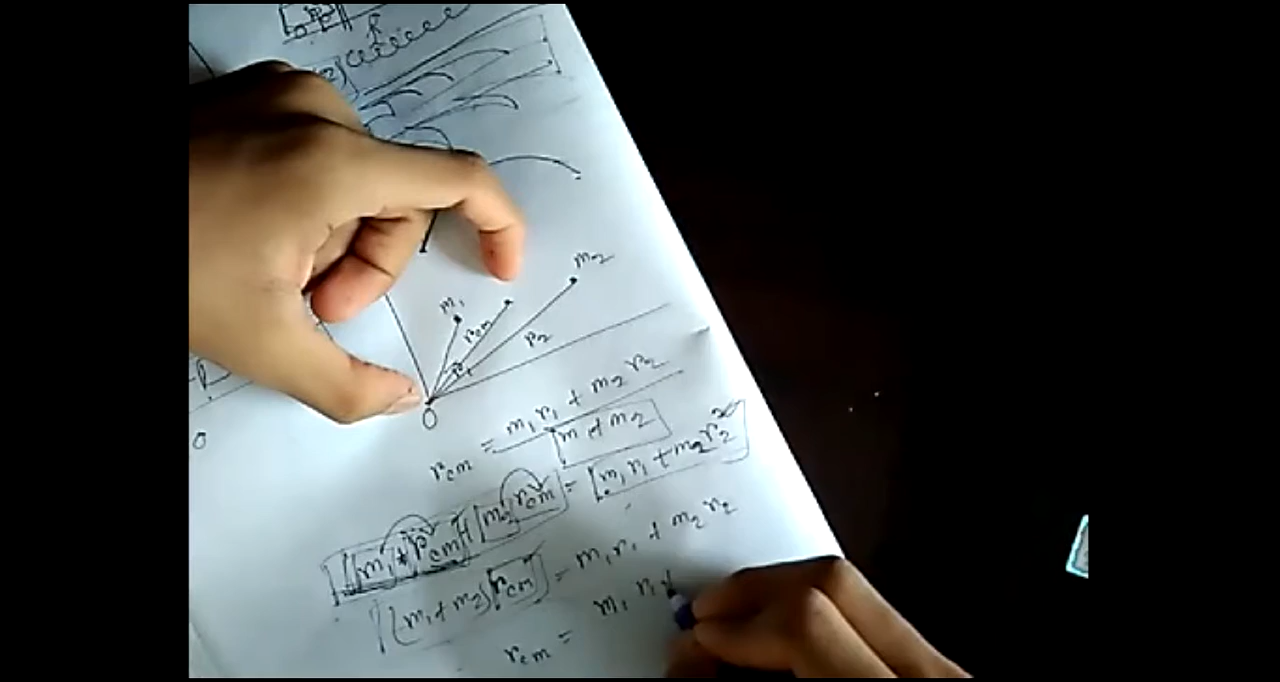 m₁
m₂
rcm
r₂
r₁
O
rcm = m₁r₁ + m₂r₂
m₁ + m₂
m₁ * rcm + m₂ rcm = m₁r₁ + m₂r₂
(m₁ + m₂) rcm = m₁r₁ + m₂r₂
rcm = m₁ r₁